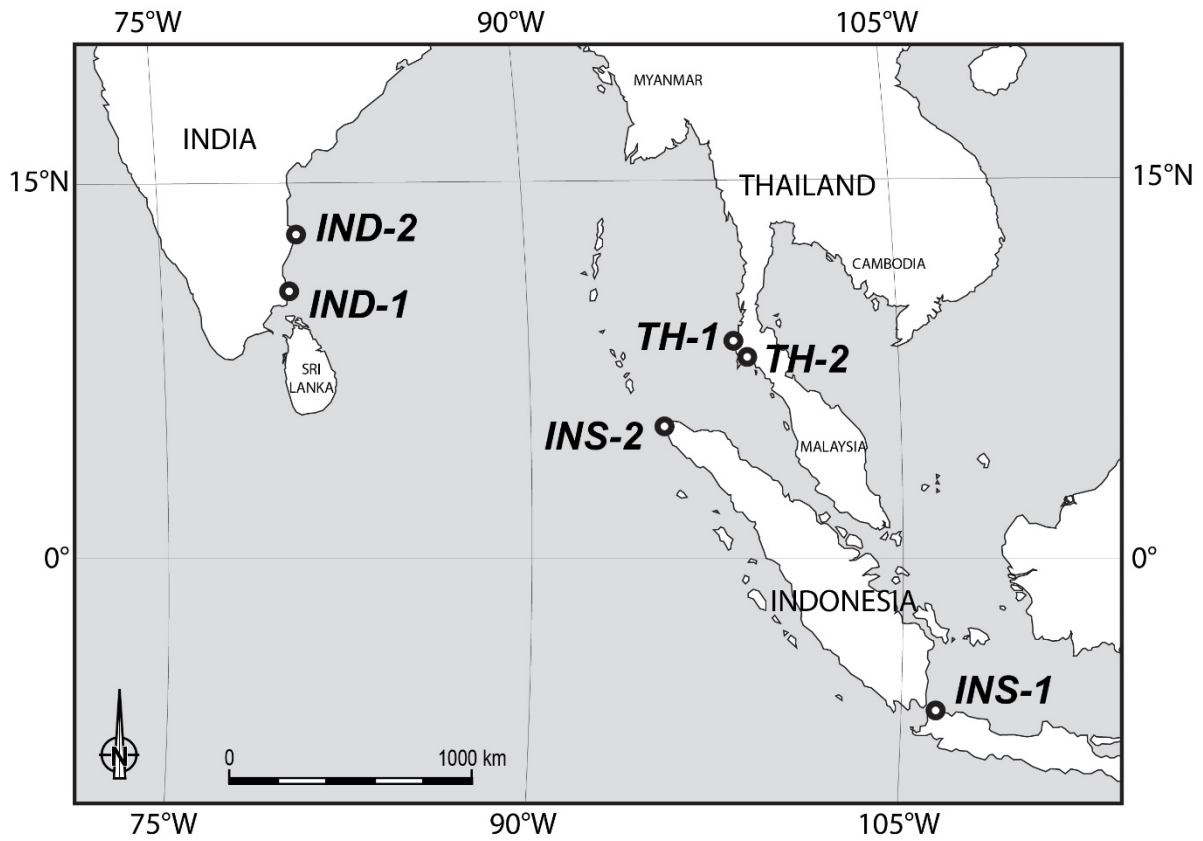 75°W 90°W 105°W
MYANMAR
INDIA
15°N THAILAND 15°N
IND-2
CAMBODIA
IND-1
TH-1
TH-2
SRI
LANKA
INS-2
MALAYSIA
0° 0°
INDONESIA
INS-1
N
0 1000 km
75°W 90°W 105°W